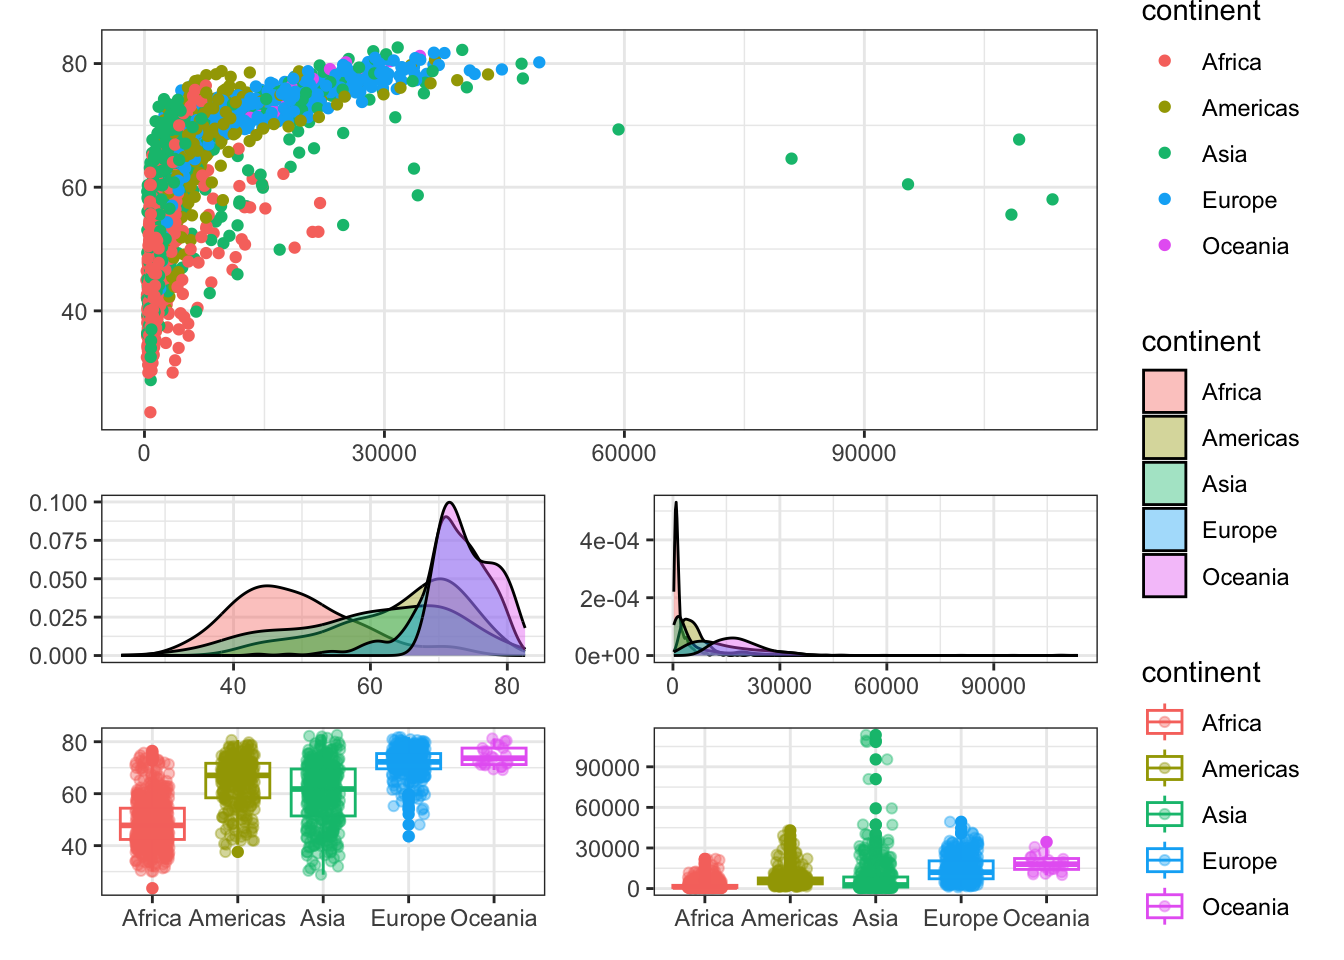 continent
Africa
Americas
Asia
Europe
Oceania
80
60
40
0 30000 60000 90000
continent
Africa
Americas
Asia
Europe
Oceania
0.100
0.075
0.050
0.025
0.000
40 60 80
4e-04
2e-04
0e+00
0 30000 60000 90000
continent
Africa
Americas
Asia
Europe
Oceania
80
60
40
Africa Americas Asia Europe Oceania
90000
60000
30000
0
Africa Americas Asia Europe Oceania